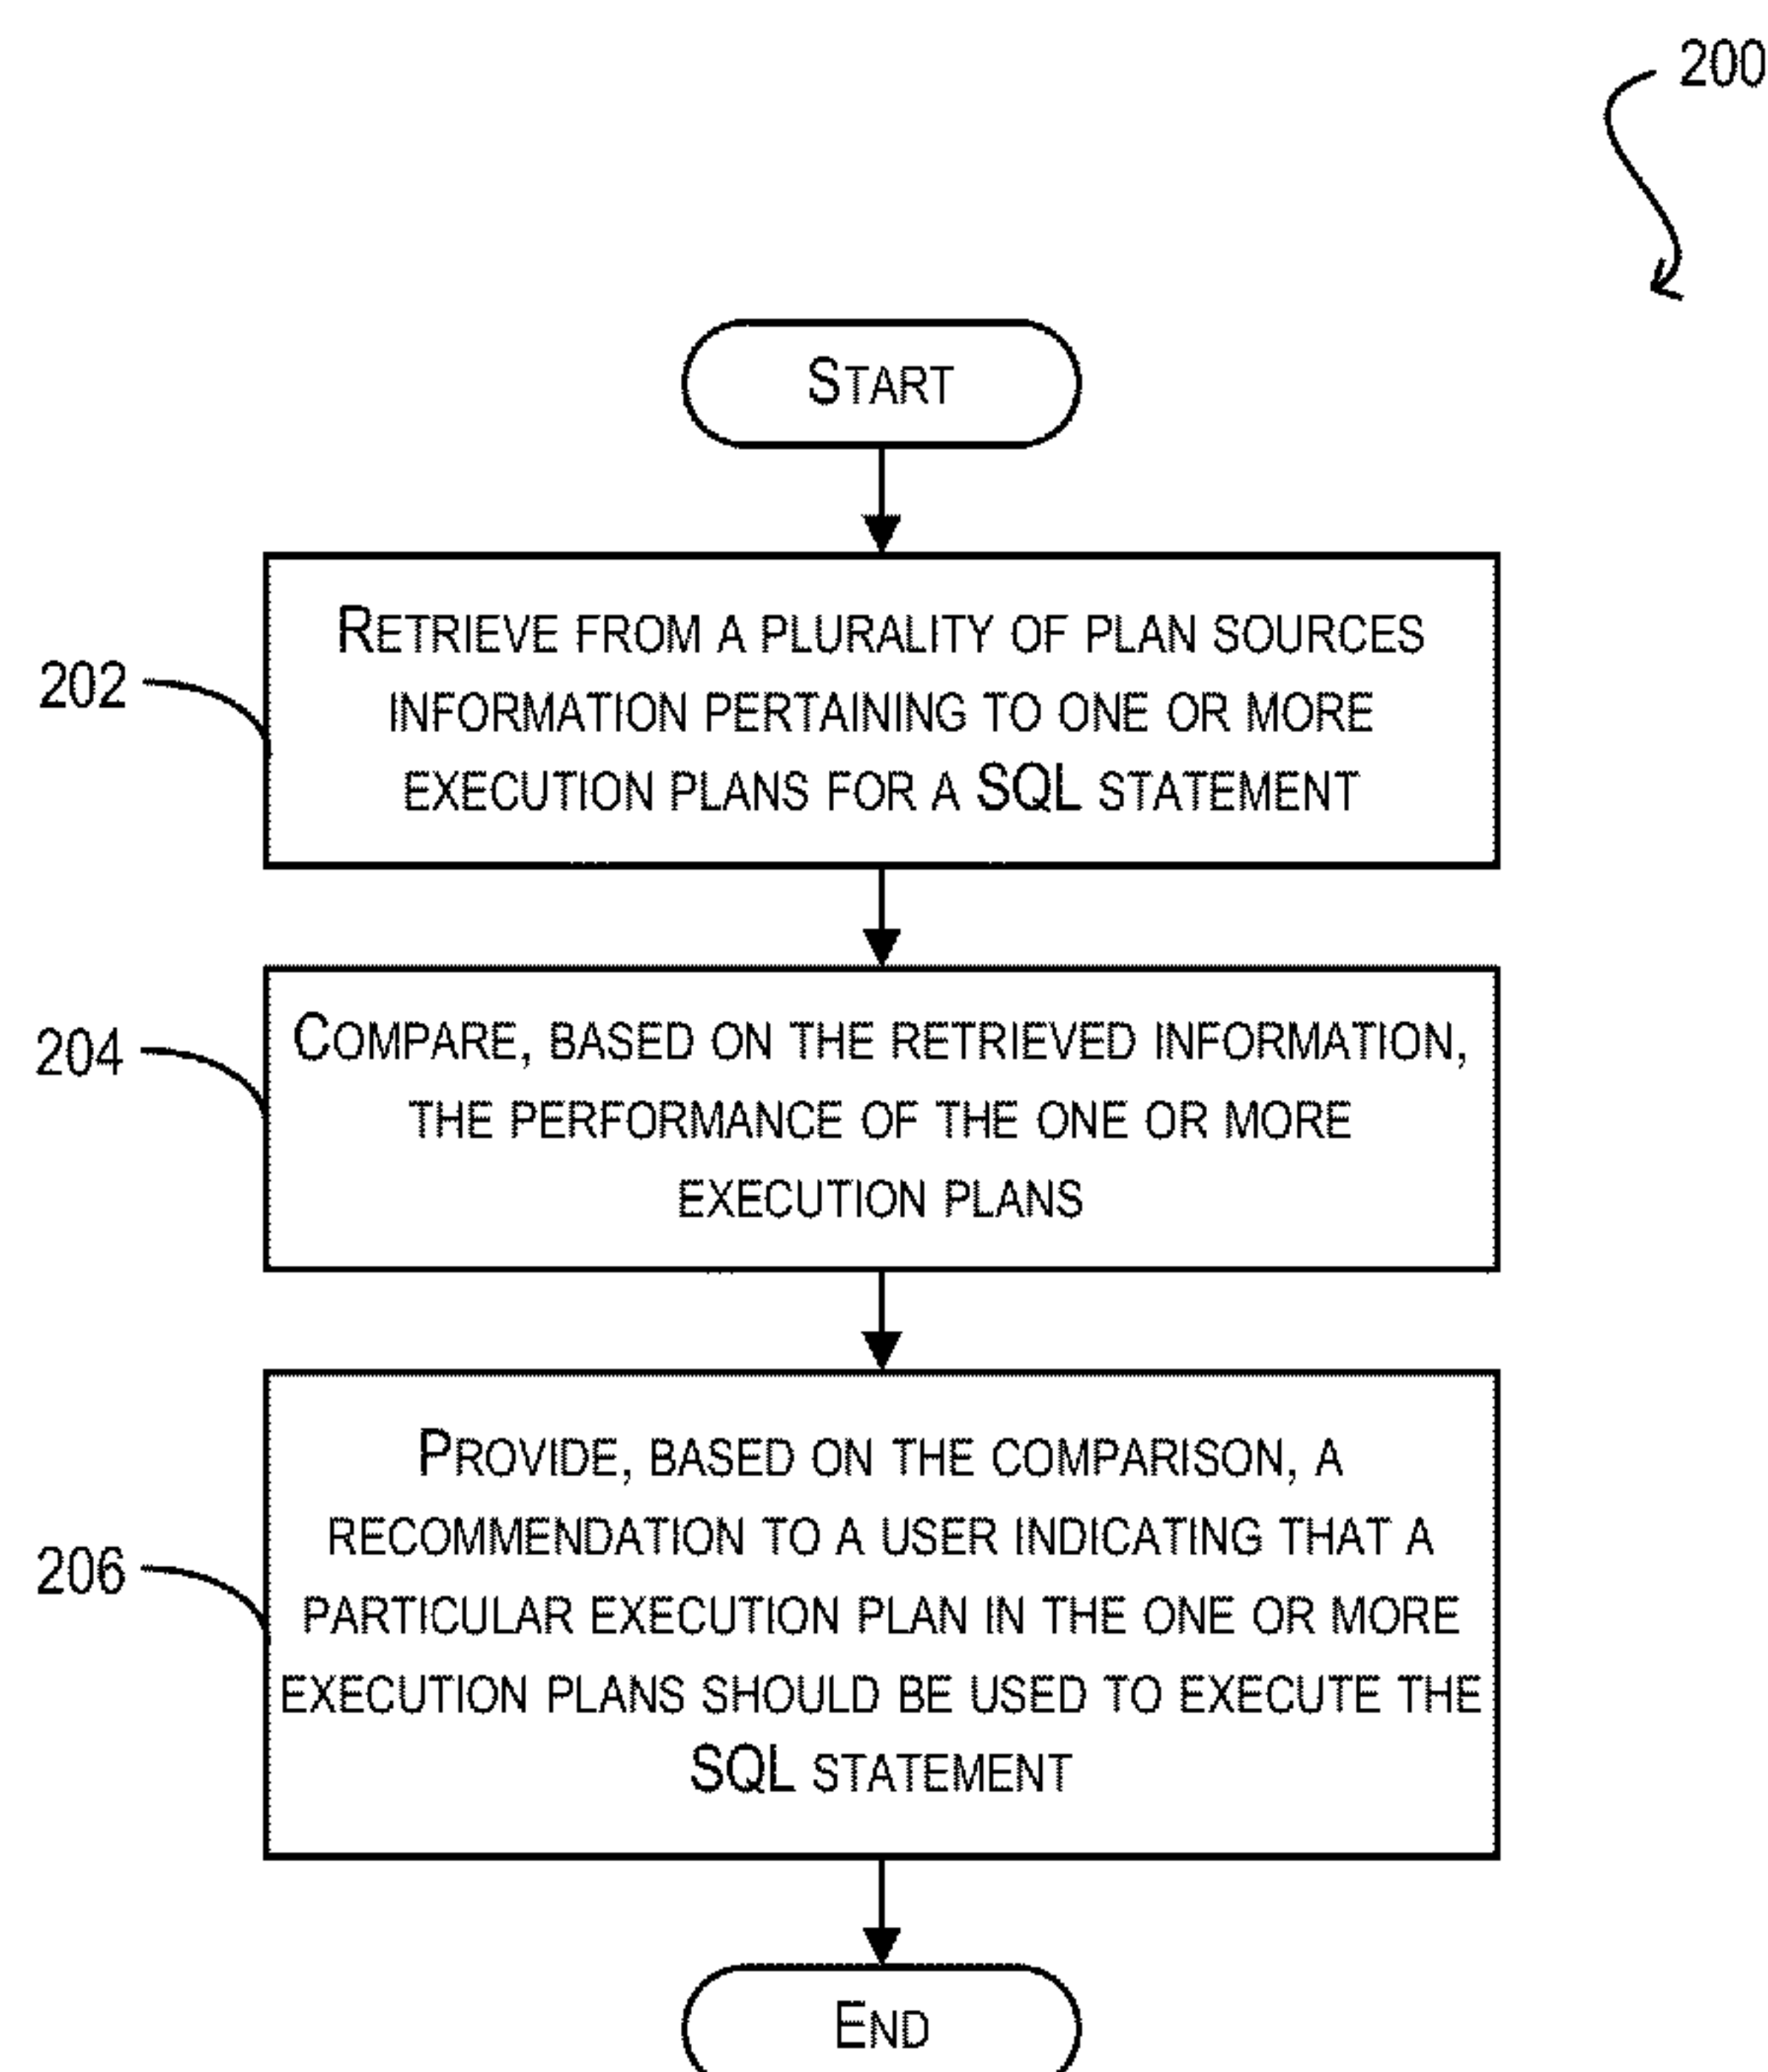 200
START
RETRIEVE FROM A PLURALITY OF PLAN SOURCES
INFORMATION PERTAINING TO ONE OR MORE
EXECUTION PLANS FOR A SQL STATEMENT
202
COMPARE, BASED ON THE RETRIEVED INFORMATION,
THE PERFORMANCE OF THE ONE OR MORE
EXECUTION PLANS
204
PROVIDE, BASED ON THE COMPARISON, A
RECOMMENDATION TO A USER INDICATING THAT A
PARTICULAR EXECUTION PLAN IN THE ONE OR MORE
EXECUTION PLANS SHOULD BE USED TO EXECUTE THE
SQL STATEMENT
206
END